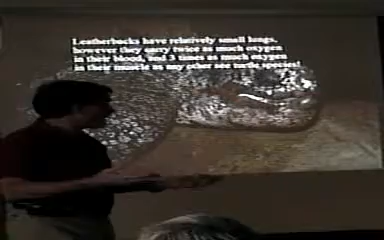 Leatherbacks have relatively small lungs,
however they carry twice as much oxygen
in their blood, and 3 times as much oxygen
in their muscle as any other sea turtle species!